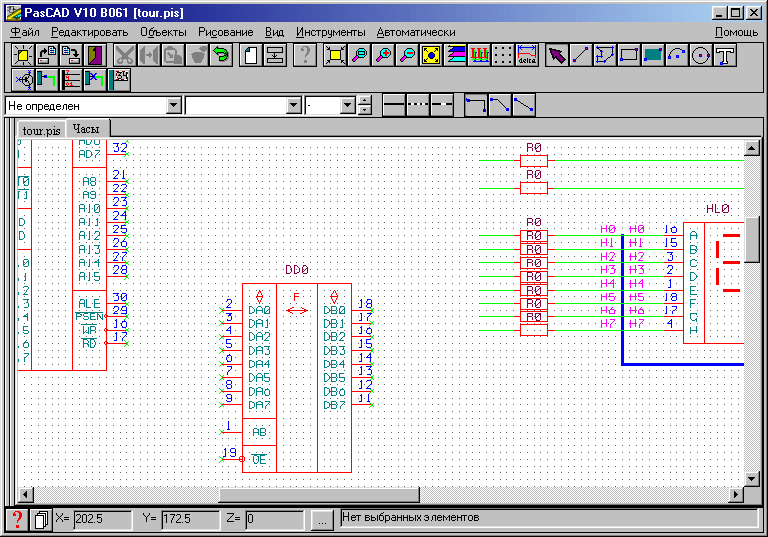 PasCAD V10 B061 [tour.pis]
Файл Редактировать Объекты Рисование Вид Инструменты Автоматически Помощь
delta
Не определен
-
tour.pis Часы
AD7 32
A8 21
A9 22
A10 23
A11 24
A12 25
A13 26
A14 27
A15 28
ALE 30
PSEN 29
WR 16
RD 17
DD0
F
2 DA0 DB0 18
3 DA1 DB1 17
4 DA2 DB2 16
5 DA3 DB3 15
6 DA4 DB4 14
7 DA5 DB5 13
8 DA6 DB6 12
9 DA7 DB7 11
1 AB
19 OE
R0
R0
R0
HL0
R0 H0 H0 16 A
R0 H1 H1 15 B
R0 H2 H2 3 C
R0 H3 H3 2 D
R0 H4 H4 1 E
R0 H5 H5 18 F
R0 H6 H6 17 G
H7 H7 4 H
X= 202.5 Y= 172.5 Z= 0 ... Нет выбранных элементов